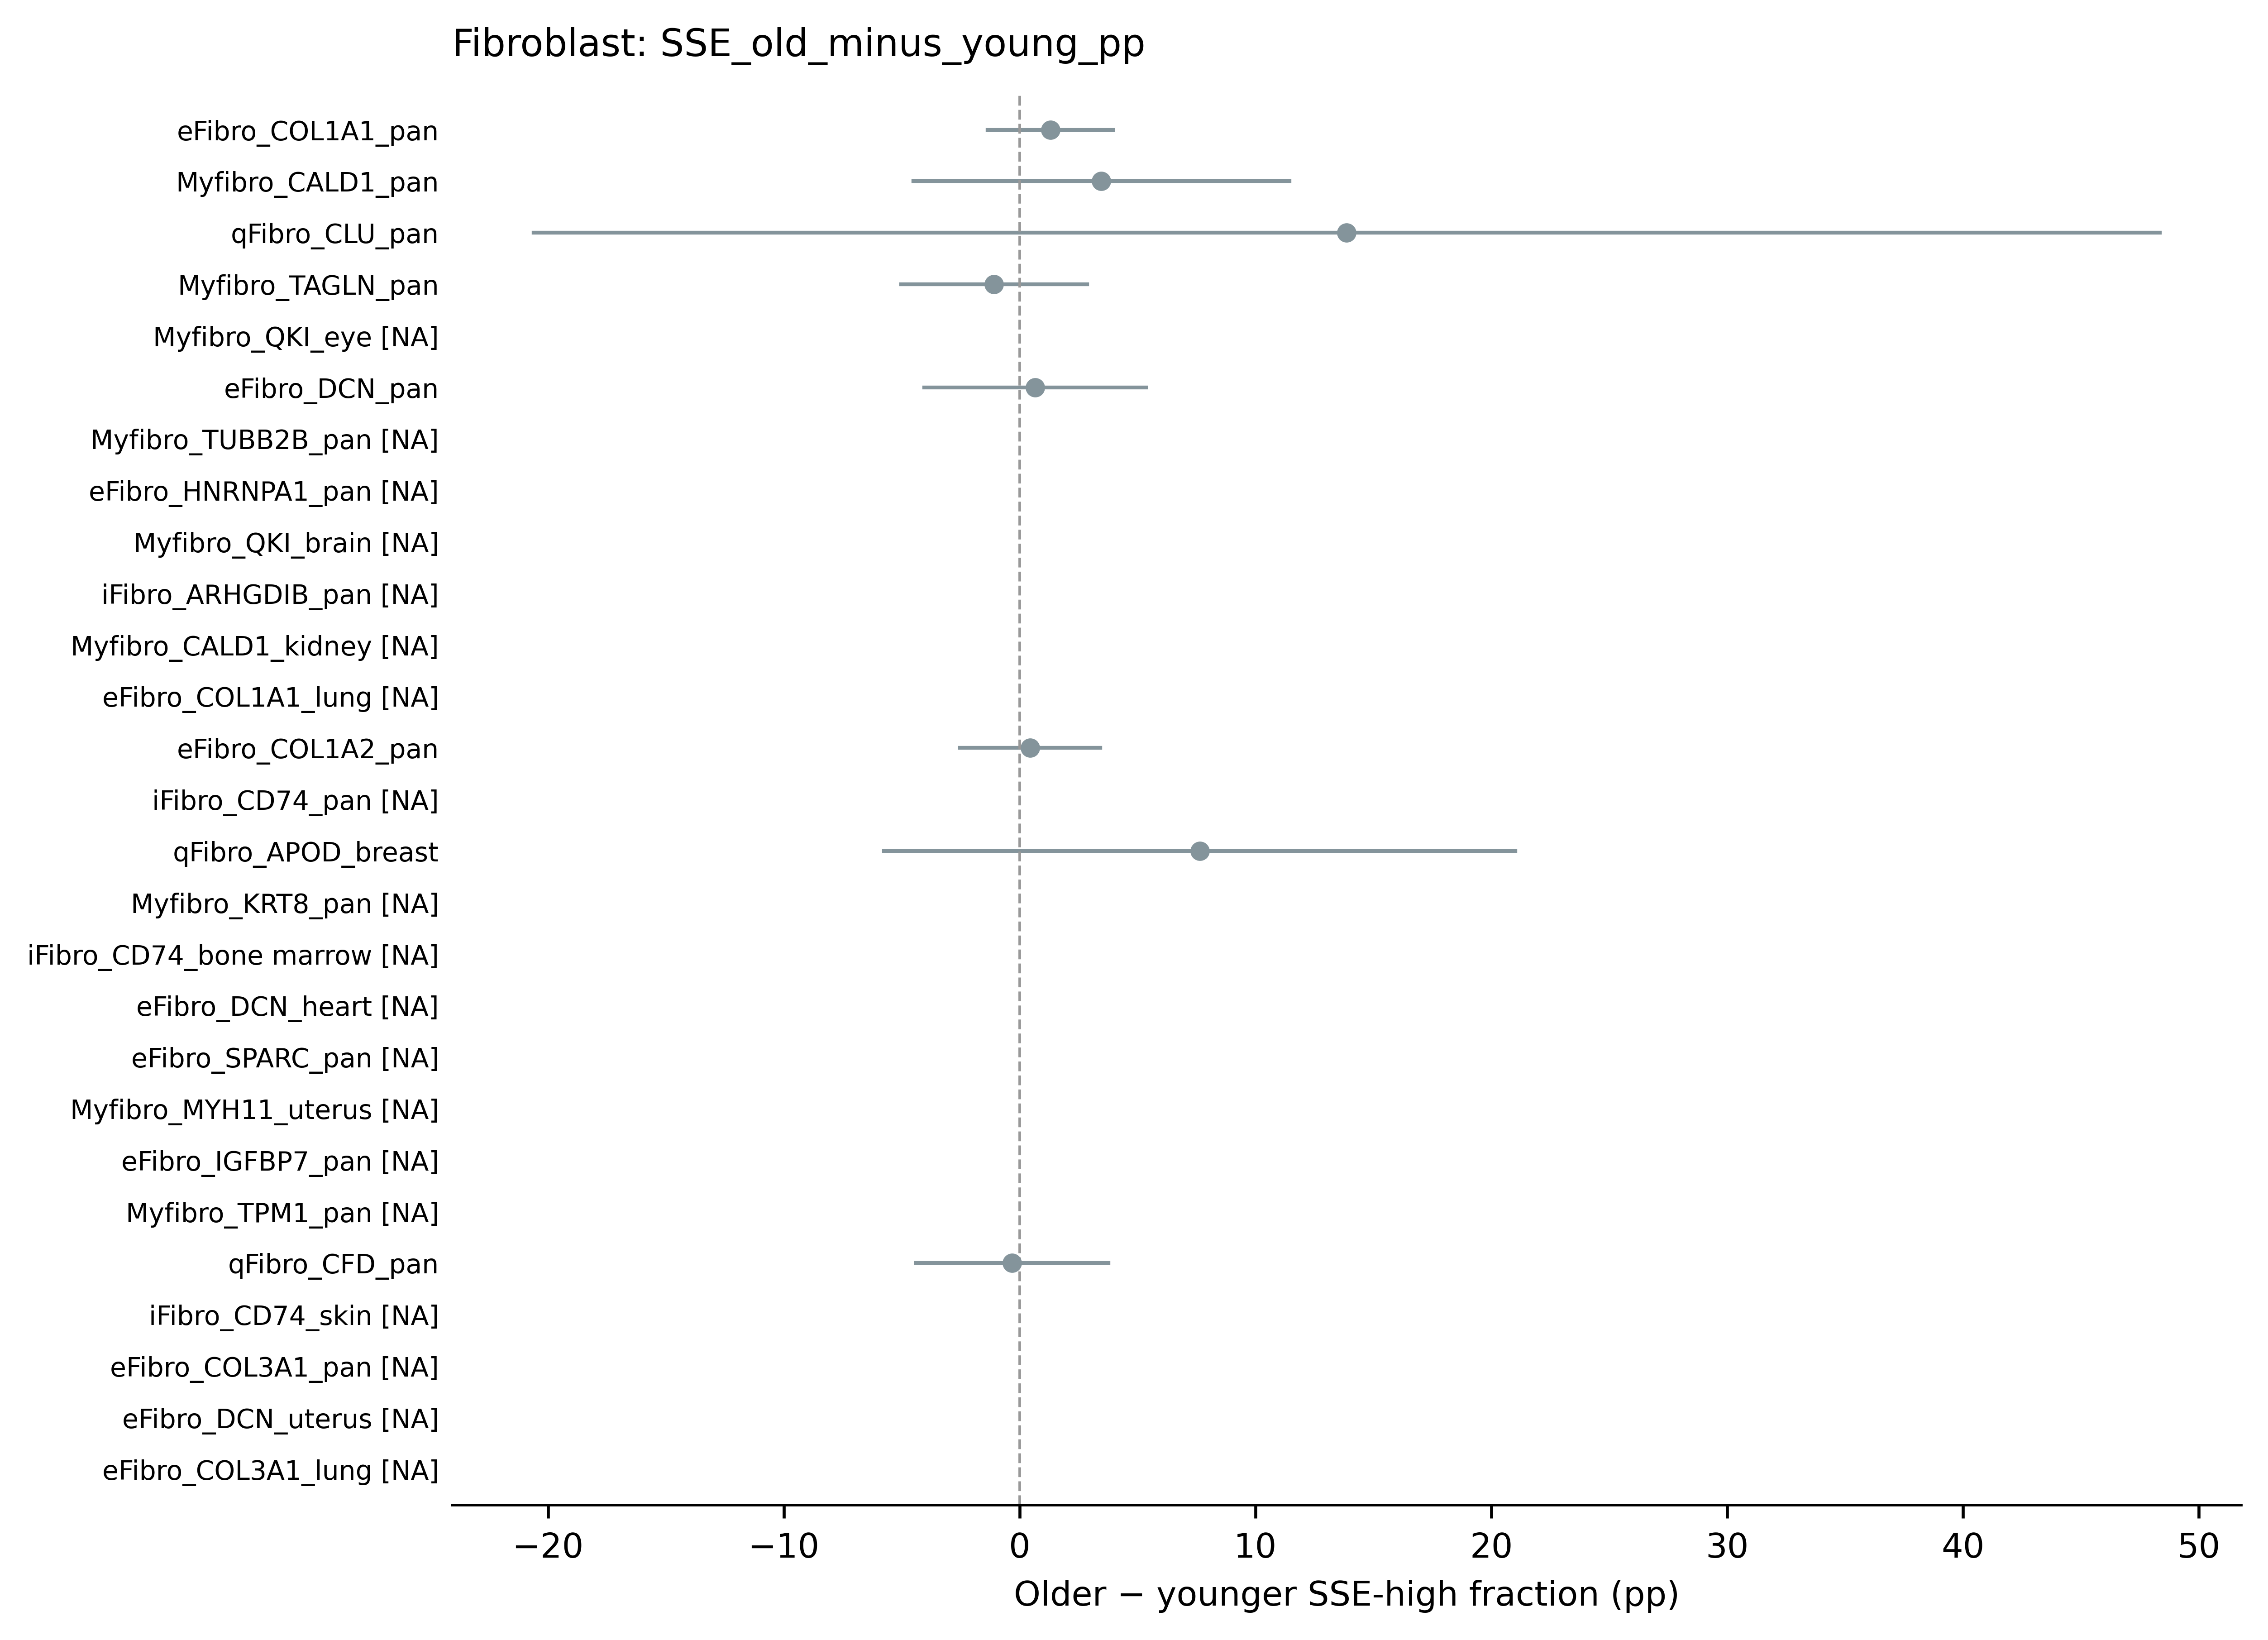 Fibroblast: SSE_old_minus_young_pp
eFibro_COL1A1_pan
Myfibro_CALD1_pan
qFibro_CLU_pan
Myfibro_TAGLN_pan
Myfibro_QKI_eye [NA]
eFibro_DCN_pan
Myfibro_TUBB2B_pan [NA]
eFibro_HNRNPA1_pan [NA]
Myfibro_QKI_brain [NA]
iFibro_ARHGDIB_pan [NA]
Myfibro_CALD1_kidney [NA]
eFibro_COL1A1_lung [NA]
eFibro_COL1A2_pan
iFibro_CD74_pan [NA]
qFibro_APOD_breast
Myfibro_KRT8_pan [NA]
iFibro_CD74_bone marrow [NA]
eFibro_DCN_heart [NA]
eFibro_SPARC_pan [NA]
Myfibro_MYH11_uterus [NA]
eFibro_IGFBP7_pan [NA]
Myfibro_TPM1_pan [NA]
qFibro_CFD_pan
iFibro_CD74_skin [NA]
eFibro_COL3A1_pan [NA]
eFibro_DCN_uterus [NA]
eFibro_COL3A1_lung [NA]
−20 −10 0 10 20 30 40 50
Older − younger SSE-high fraction (pp)